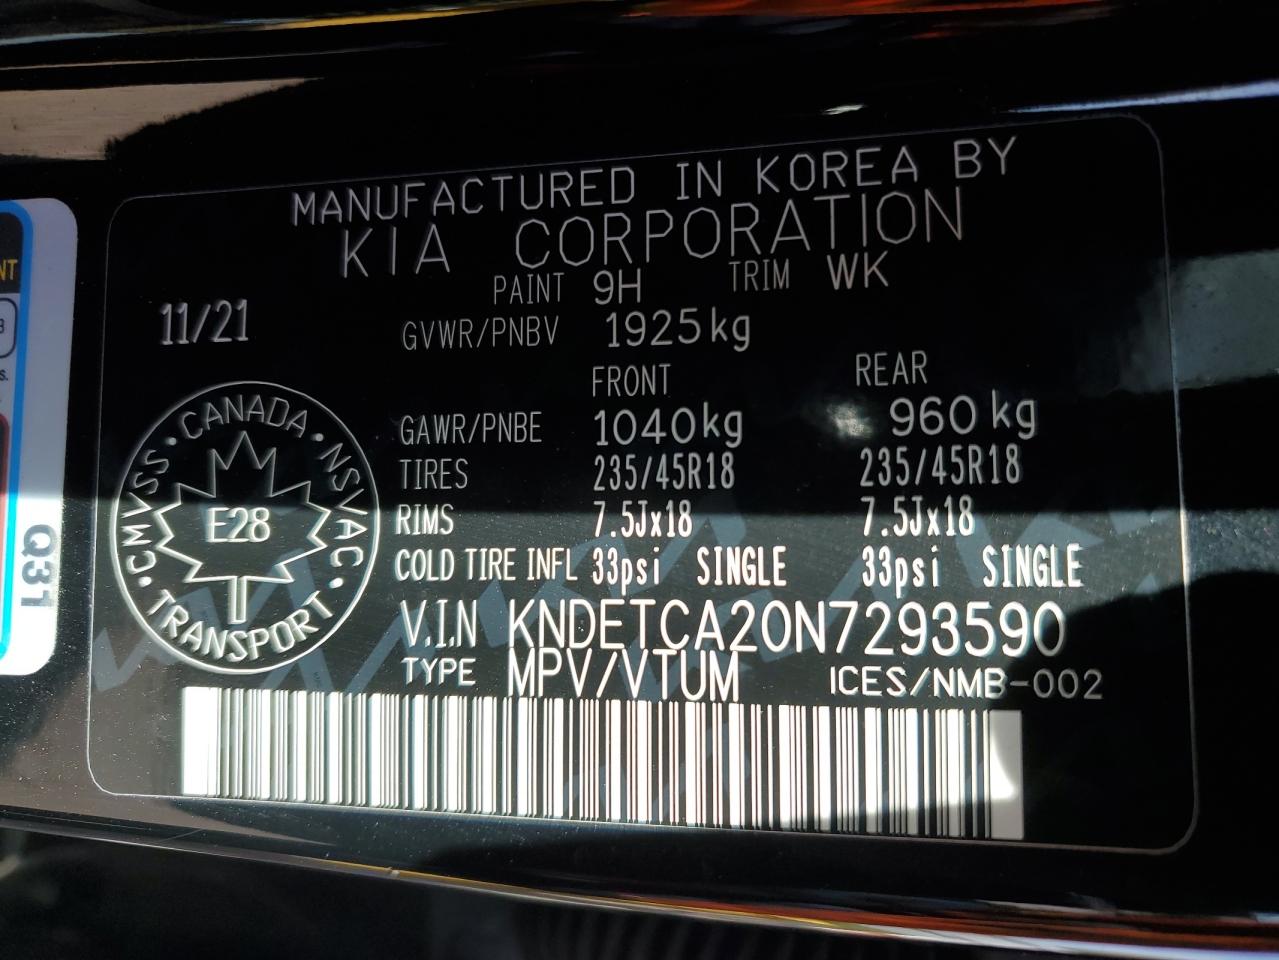 MANUFACTURED IN KOREA BY
KIA CORPORATION
PAINT 9H TRIM WK
11/21
GVWR/PNBV 1925kg
FRONT REAR
GAWR/PNBE 1040kg 960kg
TIRES 235/45R18 235/45R18
RIMS 7.5Jx18 7.5Jx18
COLD TIRE INFL 33psi SINGLE 33psi SINGLE
V.I.N KNDETCA20N7293590
TYPE MPV/VTUM ICES/NMB-002
CMVSS • CANADA • NSVAC • TRANSPORT •
E28
NT
Q31